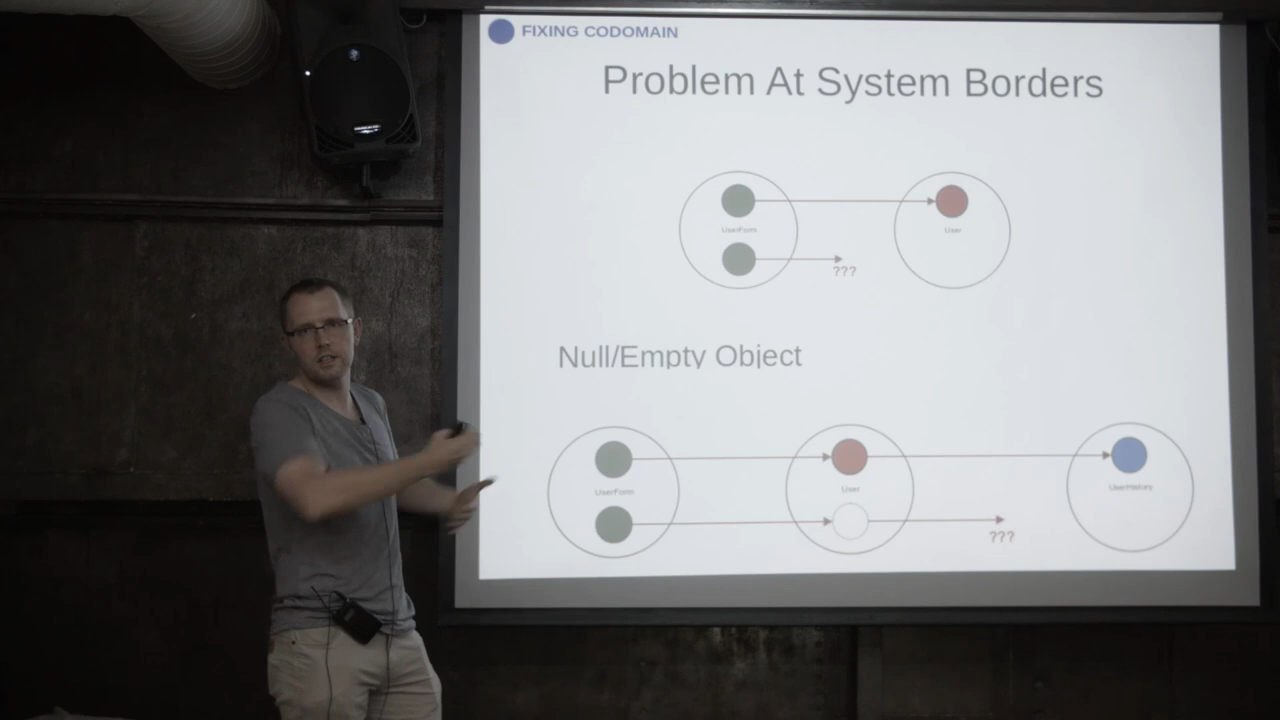 FIXING CODOMAIN
Problem At System Borders
UserForm
User
???
Null/Empty Object
UserForm
User
UserHistory
???